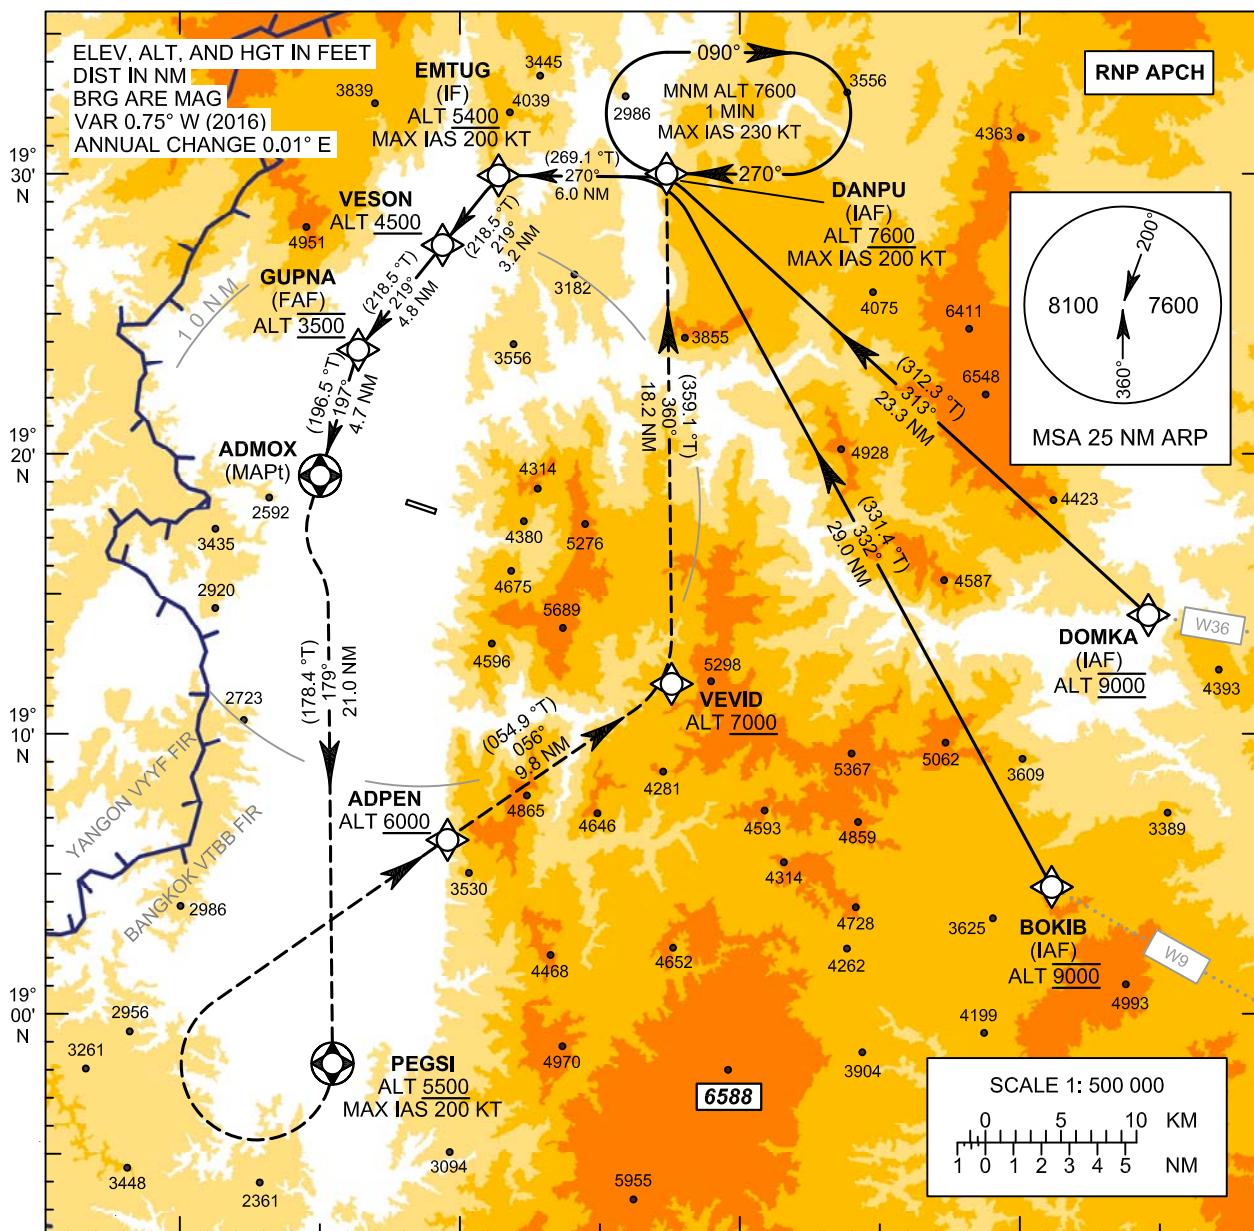 ELEV, ALT, AND HGT IN FEET
DIST IN NM
BRG ARE MAG
VAR 0.75° W (2016)
ANNUAL CHANGE 0.01° E
RNP APCH
EMTUG
(IF)
ALT 5400
MAX IAS 200 KT
3445
4039
3839
090°
MNM ALT 7600
1 MIN
MAX IAS 230 KT
2986
3556
4363
270°
19°
30'
N
(269.1 °T)
270°
6.0 NM
DANPU
(IAF)
ALT 7600
MAX IAS 200 KT
VESON
ALT 4500
4951
(218.5 °T)
219°
3.2 NM
GUPNA
(FAF)
ALT 3500
(218.5 °T)
219°
4.8 NM
10NM
3182
3556
3855
4075
6411
6548
200°
8100
7600
360°
MSA 25 NM ARP
(196.5 °T)
197°
4.7 NM
(359.1 °T)
360°
18.2 NM
(312.3 °T)
313°
23.3 NM
19°
20'
N
ADMOX
(MAPt)
2592
3435
4314
4380
5276
4675
5689
4596
4928
4423
4587
(331.4 °T)
332°
29.0 NM
2920
2723
(178.4 °T)
179°
21.0 NM
DOMKA
(IAF)
ALT 9000
W36
4393
5298
VEVID
ALT 7000
19°
10'
N
(054.9 °T)
056°
9.8 NM
ADPEN
ALT 6000
4865
4646
4281
4593
5367
4859
5062
3609
3389
4314
4728
3530
YANGON VYYF FIR
BANGKOK VTBB FIR
2986
4468
4652
4262
3625
BOKIB
(IAF)
ALT 9000
W9
4993
19°
00'
N
2956
3261
4970
4199
3904
PEGSI
ALT 5500
MAX IAS 200 KT
6588
3448
2361
3094
5955
SCALE 1: 500 000
0 10 KM
1 0 1 2 3 4 5 NM